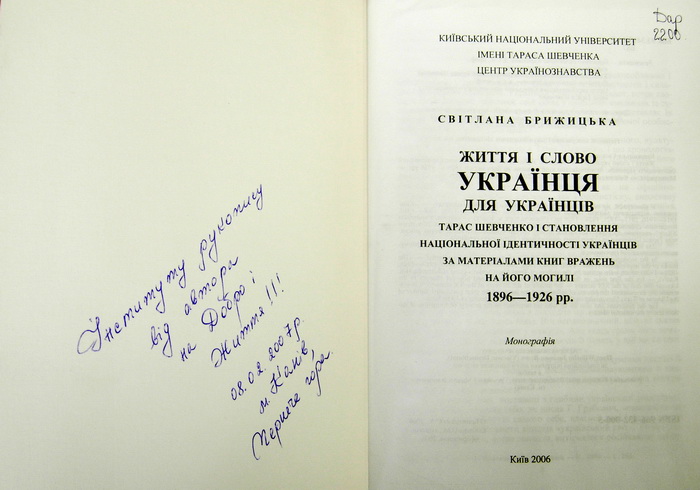 Інституту рукопису
від автора
на Добро і
Життя!!!
08.02.2007р.
м. Канів,
Чернеча гора.
Дар
2200
КИЇВСЬКИЙ НАЦІОНАЛЬНИЙ УНІВЕРСИТЕТ
ІМЕНІ ТАРАСА ШЕВЧЕНКА
ЦЕНТР УКРАЇНОЗНАВСТВА
СВІТЛАНА БРИЖИЦЬКА
ЖИТТЯ І СЛОВО
УКРАЇНЦЯ
ДЛЯ УКРАЇНЦІВ
ТАРАС ШЕВЧЕНКО І СТАНОВЛЕННЯ
НАЦІОНАЛЬНОЇ ІДЕНТИЧНОСТІ УКРАЇНЦІВ
ЗА МАТЕРІАЛАМИ КНИГ ВРАЖЕНЬ
НА ЙОГО МОГИЛІ
1896—1926 рр.
Монографія
Київ 2006